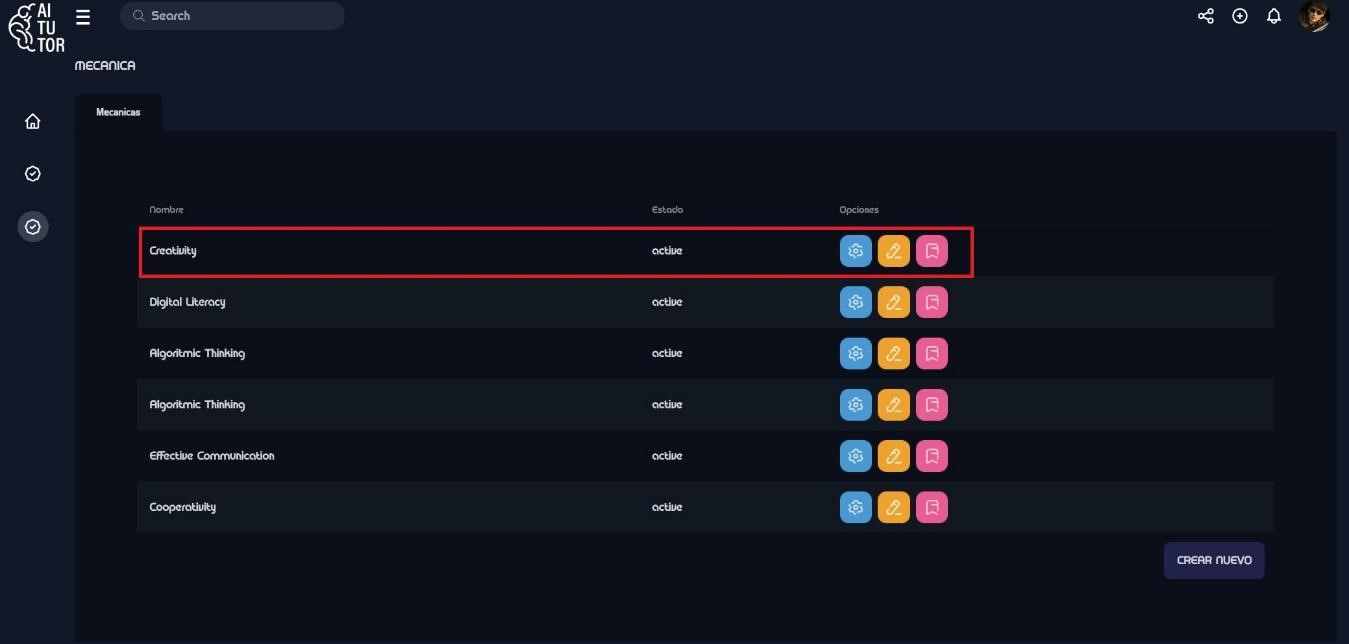 AI
TU
TOR
Search
MECANICA
Mecanicas
Nombre Estado Opciones
Creativity active
Digital Literacy active
Algoritmic Thinking active
Algoritmic Thinking active
Effective Communication active
Cooperativity active
CREAR NUEVO